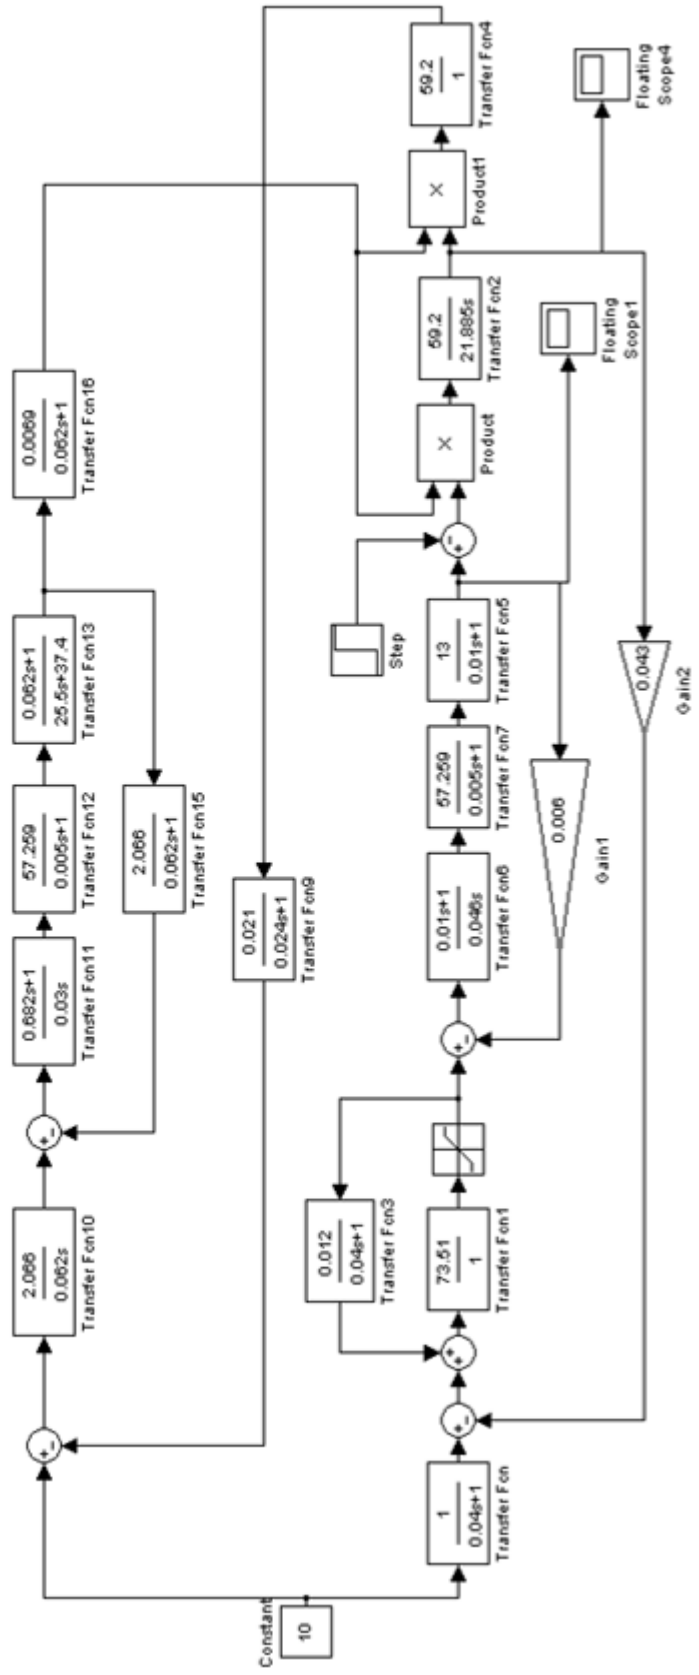 Constant
10
2.066
0.062s
Transfer Fcn10
0.682s+1
0.03s
Transfer Fcn11
57.259
0.005s+1
Transfer Fcn12
0.062s+1
25.5s+37.4
Transfer Fcn13
0.0069
0.062s+1
Transfer Fcn16
2.066
0.062s+1
Transfer Fcn15
0.021
0.024s+1
Transfer Fcn9
0.012
0.04s+1
Transfer Fcn3
Step
1
0.04s+1
Transfer Fcn
73.51
1
Transfer Fcn1
0.01s+1
0.046s
Transfer Fcn6
57.259
0.005s+1
Transfer Fcn7
13
0.01s+1
Transfer Fcn5
×
Product
59.2
21.885s
Transfer Fcn2
×
Product1
59.2
1
Transfer Fcn4
0.006
Gain1
0.043
Gain2
Floating
Scope1
Floating
Scope4